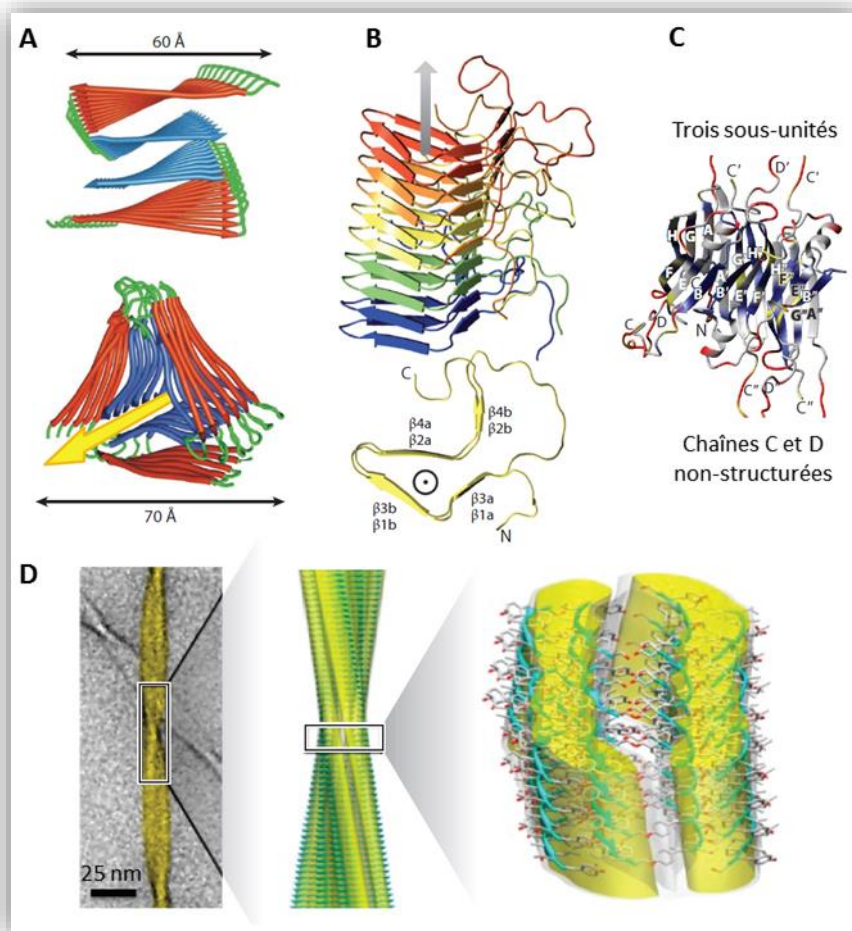 A
60 Å
70 Å
B
C
β4a
β2a
β4b
β2b
β3b
β1b
β3a
β1a
N
C
Trois sous-unités
C'
D'
C'
H
G
A
F
E
C
B
N
C
D
C"
D
C"
G"A"
Chaînes C et D
non-structurées
D
25 nm